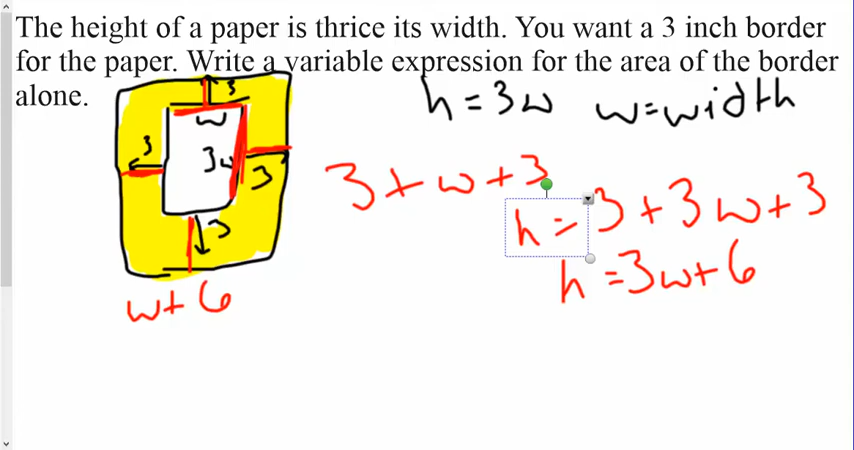 The height of a paper is thrice its width. You want a 3 inch border
for the paper. Write a variable expression for the area of the border
alone.
3
h = 3w w = width
w
3
3w
3
3 + w + 3
3
h = 3 + 3w + 3
h = 3w + 6
w + 6